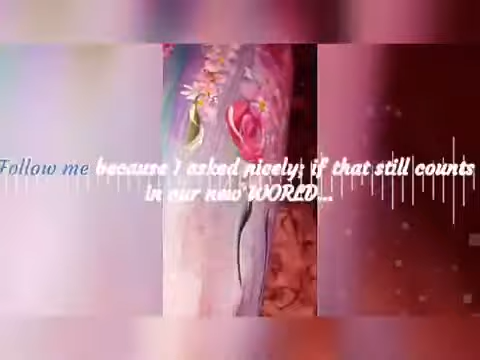 Follow me because I asked nicely; if that still counts
in our new WORLD...